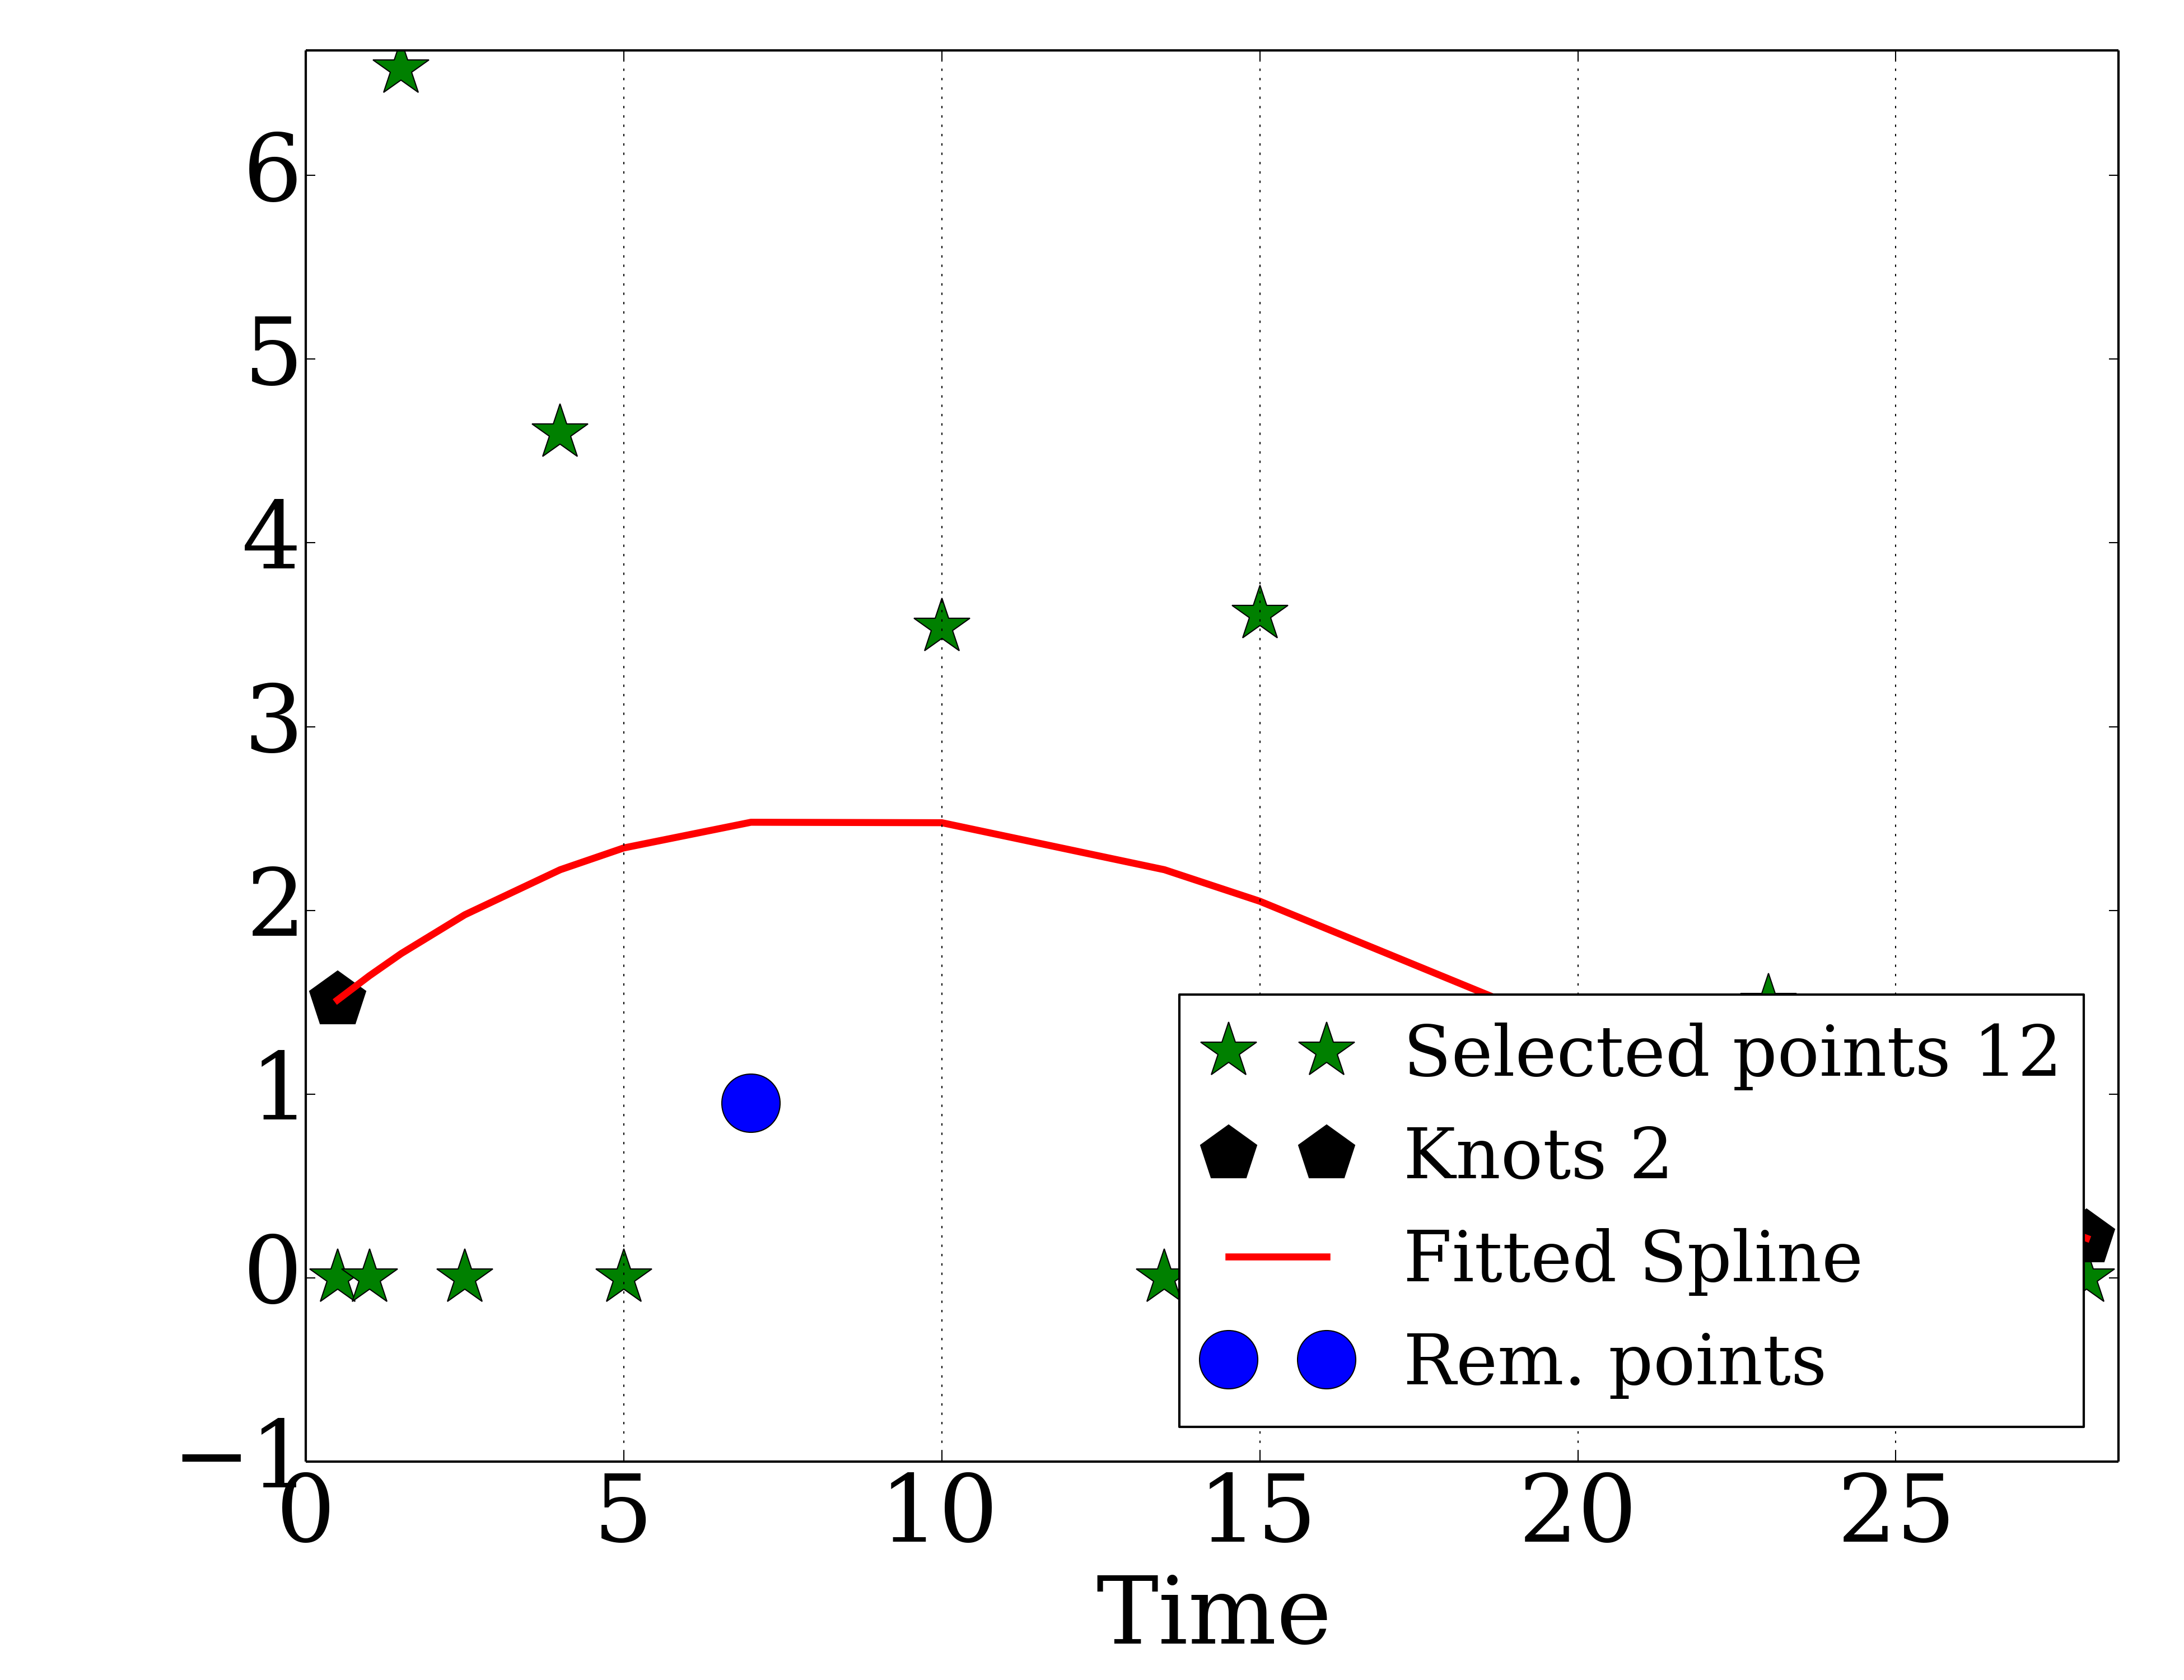 6
5
4
3
2
1
0
−1
0 5 10 15 20 25
Time
Selected points 12
Knots 2
Fitted Spline
Rem. points